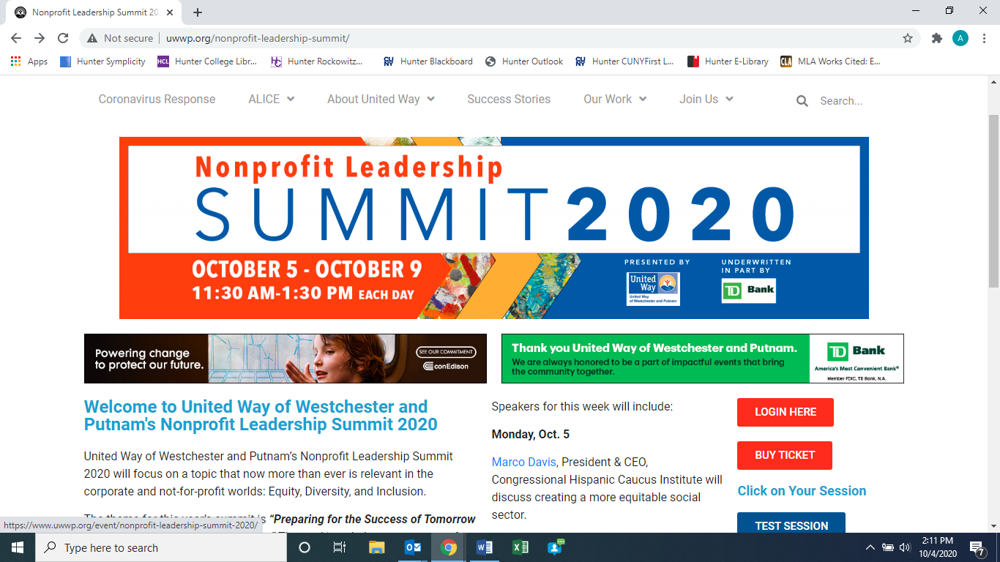 Nonprofit Leadership Summit 20
Not secure
uwwp.org/nonprofit-leadership-summit/
A
Apps
Hunter Symplicity
HCL
Hunter College Libr...
HC
Hunter Rockowitz...
Hunter Blackboard
Hunter Outlook
Hunter CUNYFirst L...
Hunter E-Library
CLA
MLA Works Cited: E...
Coronavirus Response
ALICE
About United Way
Success Stories
Our Work
Join Us
Search...
Nonprofit Leadership
SUMMIT2020
OCTOBER 5 - OCTOBER 9
11:30 AM-1:30 PM EACH DAY
PRESENTED BY
United
Way
United Way
of Westchester and Putnam
UNDERWRITTEN
IN PART BY
TD Bank
Powering change
to protect our future.
SEE OUR COMMITMENT
conEdison
Thank you United Way of Westchester and Putnam.
We are always honored to be a part of impactful events that bring
the community together.
TD Bank
America's Most Convenient Bank®
Member FDIC, TD Bank, N.A.
Welcome to United Way of Westchester and
Putnam's Nonprofit Leadership Summit 2020
United Way of Westchester and Putnam’s Nonprofit Leadership Summit
2020 will focus on a topic that now more than ever is relevant in the
corporate and not-for-profit worlds: Equity, Diversity, and Inclusion.
“Preparing for the Success of Tomorrow
Speakers for this week will include:
Monday, Oct. 5
Marco Davis, President & CEO,
Congressional Hispanic Caucus Institute will
discuss creating a more equitable social
sector.
LOGIN HERE
BUY TICKET
Click on Your Session
TEST SESSION
https://www.uwwp.org/event/nonprofit-leadership-summit-2020/
Type here to search
2:11 PM
10/4/2020
7